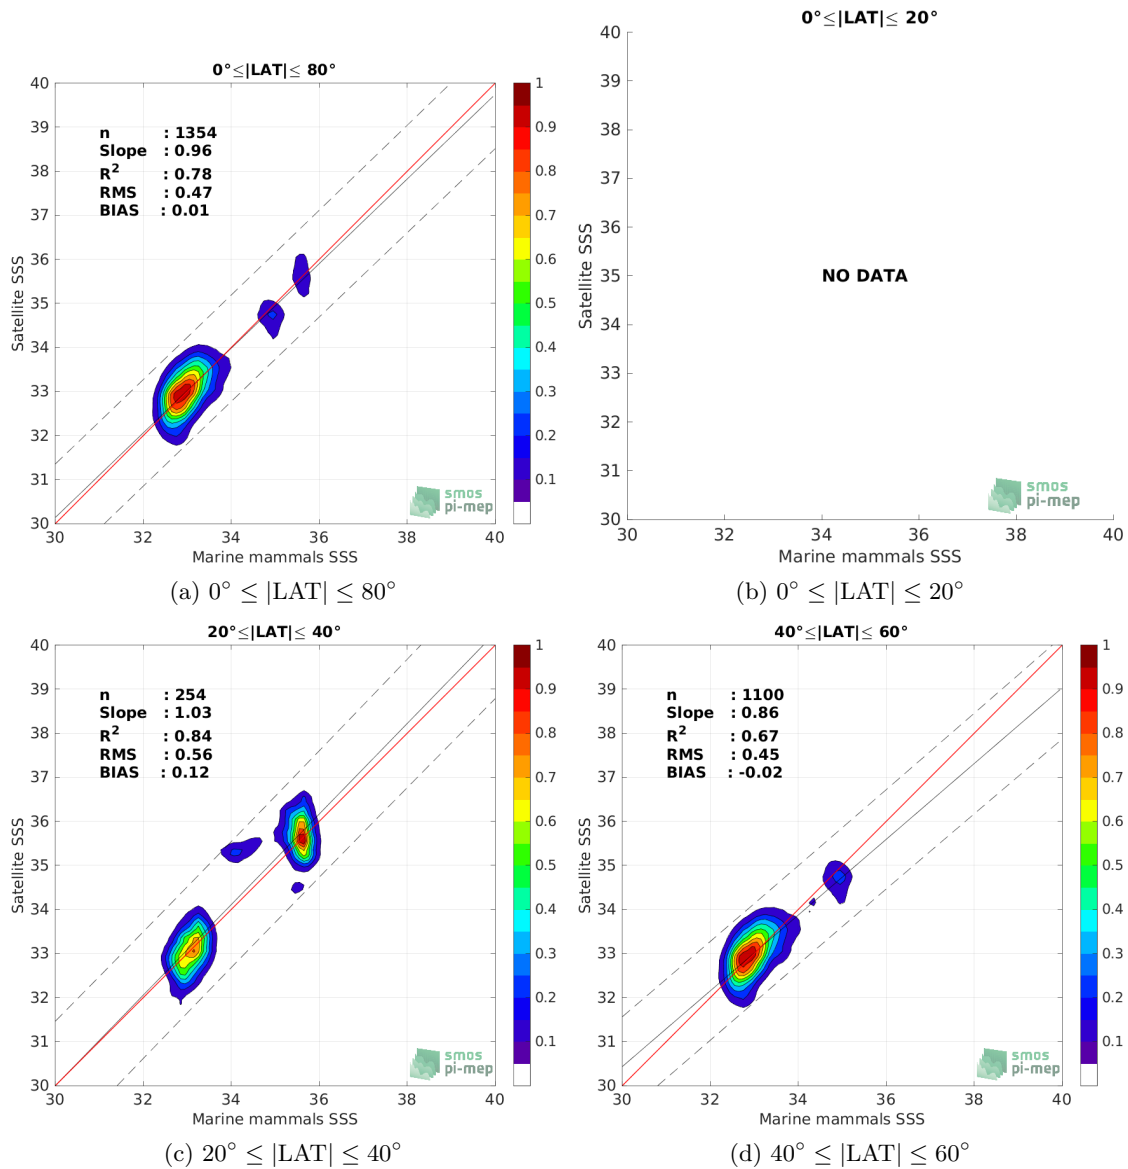 0°≤|LAT|≤ 80°
n : 1354
Slope : 0.96
R² : 0.78
RMS : 0.47
BIAS : 0.01
40
39
38
37
36
35
34
33
32
31
30
30 32 34 36 38 40
Satellite SSS
Marine mammals SSS
1
0.9
0.8
0.7
0.6
0.5
0.4
0.3
0.2
0.1
smos
pi-mep
(a) 0° ≤ |LAT| ≤ 80°
0°≤|LAT|≤ 20°
40
39
38
37
36
35
34
33
32
31
30
30 32 34 36 38 40
Satellite SSS
NO DATA
Marine mammals SSS
smos
pi-mep
(b) 0° ≤ |LAT| ≤ 20°
20°≤|LAT|≤ 40°
n : 254
Slope : 1.03
R² : 0.84
RMS : 0.56
BIAS : 0.12
40
39
38
37
36
35
34
33
32
31
30
30 32 34 36 38 40
Satellite SSS
Marine mammals SSS
1
0.9
0.8
0.7
0.6
0.5
0.4
0.3
0.2
0.1
smos
pi-mep
(c) 20° ≤ |LAT| ≤ 40°
40°≤|LAT|≤ 60°
n : 1100
Slope : 0.86
R² : 0.67
RMS : 0.45
BIAS : -0.02
40
39
38
37
36
35
34
33
32
31
30
30 32 34 36 38 40
Satellite SSS
Marine mammals SSS
1
0.9
0.8
0.7
0.6
0.5
0.4
0.3
0.2
0.1
smos
pi-mep
(d) 40° ≤ |LAT| ≤ 60°